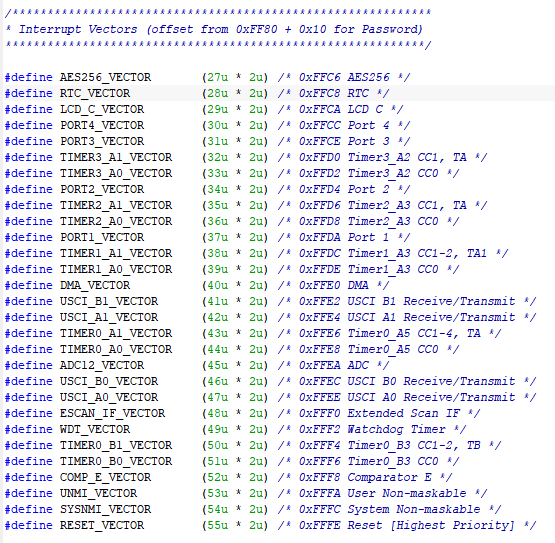 /************************************************************
* Interrupt Vectors (offset from 0xFF80 + 0x10 for Password)
************************************************************/
#define AES256_VECTOR (27u * 2u) /* 0xFFC6 AES256 */
#define RTC_VECTOR (28u * 2u) /* 0xFFC8 RTC */
#define LCD_C_VECTOR (29u * 2u) /* 0xFFCA LCD C */
#define PORT4_VECTOR (30u * 2u) /* 0xFFCC Port 4 */
#define PORT3_VECTOR (31u * 2u) /* 0xFFCE Port 3 */
#define TIMER3_A1_VECTOR (32u * 2u) /* 0xFFD0 Timer3_A2 CC1, TA */
#define TIMER3_A0_VECTOR (33u * 2u) /* 0xFFD2 Timer3_A2 CC0 */
#define PORT2_VECTOR (34u * 2u) /* 0xFFD4 Port 2 */
#define TIMER2_A1_VECTOR (35u * 2u) /* 0xFFD6 Timer2_A3 CC1, TA */
#define TIMER2_A0_VECTOR (36u * 2u) /* 0xFFD8 Timer2_A3 CC0 */
#define PORT1_VECTOR (37u * 2u) /* 0xFFDA Port 1 */
#define TIMER1_A1_VECTOR (38u * 2u) /* 0xFFDC Timer1_A3 CC1-2, TA1 */
#define TIMER1_A0_VECTOR (39u * 2u) /* 0xFFDE Timer1_A3 CC0 */
#define DMA_VECTOR (40u * 2u) /* 0xFFE0 DMA */
#define USCI_B1_VECTOR (41u * 2u) /* 0xFFE2 USCI B1 Receive/Transmit */
#define USCI_A1_VECTOR (42u * 2u) /* 0xFFE4 USCI A1 Receive/Transmit */
#define TIMER0_A1_VECTOR (43u * 2u) /* 0xFFE6 Timer0_A5 CC1-4, TA */
#define TIMER0_A0_VECTOR (44u * 2u) /* 0xFFE8 Timer0_A5 CC0 */
#define ADC12_VECTOR (45u * 2u) /* 0xFFEA ADC */
#define USCI_B0_VECTOR (46u * 2u) /* 0xFFEC USCI B0 Receive/Transmit */
#define USCI_A0_VECTOR (47u * 2u) /* 0xFFEE USCI A0 Receive/Transmit */
#define ESCAN_IF_VECTOR (48u * 2u) /* 0xFFF0 Extended Scan IF */
#define WDT_VECTOR (49u * 2u) /* 0xFFF2 Watchdog Timer */
#define TIMER0_B1_VECTOR (50u * 2u) /* 0xFFF4 Timer0_B3 CC1-2, TB */
#define TIMER0_B0_VECTOR (51u * 2u) /* 0xFFF6 Timer0_B3 CC0 */
#define COMP_E_VECTOR (52u * 2u) /* 0xFFF8 Comparator E */
#define UNMI_VECTOR (53u * 2u) /* 0xFFFA User Non-maskable */
#define SYSNMI_VECTOR (54u * 2u) /* 0xFFFC System Non-maskable */
#define RESET_VECTOR (55u * 2u) /* 0xFFFE Reset [Highest Priority] */